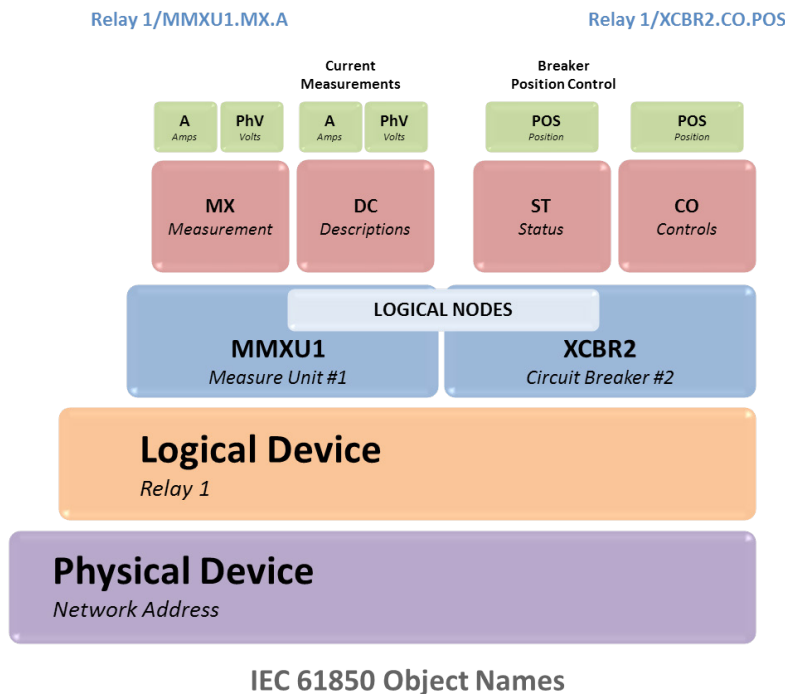 Relay 1/MMXU1.MX.A
Relay 1/XCBR2.CO.POS
Current
Measurements
Breaker
Position Control
A
Amps
PhV
Volts
A
Amps
PhV
Volts
POS
Position
POS
Position
MX
Measurement
DC
Descriptions
ST
Status
CO
Controls
LOGICAL NODES
MMXU1
Measure Unit #1
XCBR2
Circuit Breaker #2
Logical Device
Relay 1
Physical Device
Network Address
IEC 61850 Object Names